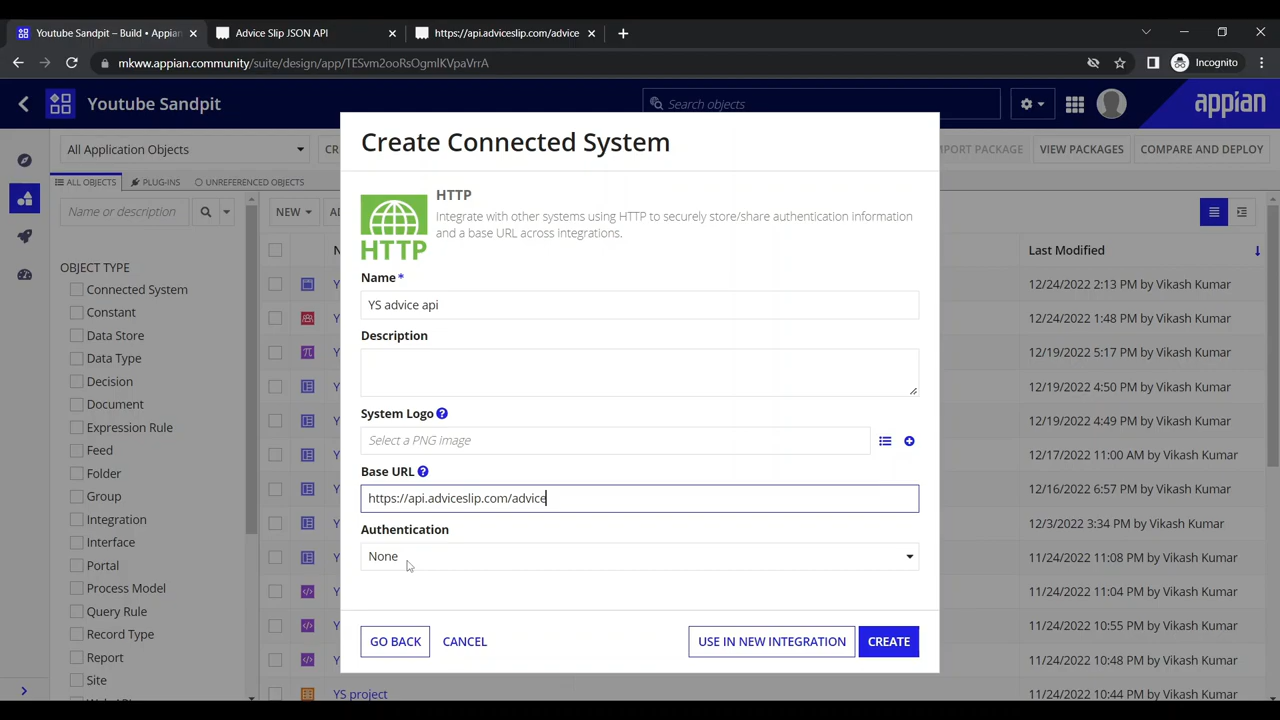 Youtube Sandpit – Build • Appian
Advice Slip JSON API
https://api.adviceslip.com/advice
mkww.appian.community/suite/design/app/TESvm2ooRsOgmIKVpaVrrA
Incognito
Youtube Sandpit
Search objects
appian
All Application Objects
CR
MPORT PACKAGE
VIEW PACKAGES
COMPARE AND DEPLOY
ALL OBJECTS
PLUG-INS
UNREFERENCED OBJECTS
Name or description
NEW
AD
OBJECT TYPE
Connected System
Constant
Data Store
Data Type
Decision
Document
Expression Rule
Feed
Folder
Group
Integration
Interface
Portal
Process Model
Query Rule
Record Type
Report
Site
Create Connected System
HTTP
HTTP
Integrate with other systems using HTTP to securely store/share authentication information
and a base URL across integrations.
Name *
YS advice api
Description
System Logo
Select a PNG image
Base URL
https://api.adviceslip.com/advice
Authentication
None
GO BACK
CANCEL
USE IN NEW INTEGRATION
CREATE
YS project
Last Modified
12/24/2022 2:13 PM by Vikash Kumar
12/24/2022 1:48 PM by Vikash Kumar
12/19/2022 5:17 PM by Vikash Kumar
12/19/2022 4:50 PM by Vikash Kumar
12/19/2022 4:49 PM by Vikash Kumar
12/17/2022 11:00 AM by Vikash Kumar
12/16/2022 6:57 PM by Vikash Kumar
12/3/2022 3:34 PM by Vikash Kumar
11/24/2022 11:08 PM by Vikash Kumar
11/24/2022 11:04 PM by Vikash Kumar
11/24/2022 10:55 PM by Vikash Kumar
11/24/2022 10:48 PM by Vikash Kumar
11/24/2022 10:44 PM by Vikash Kumar